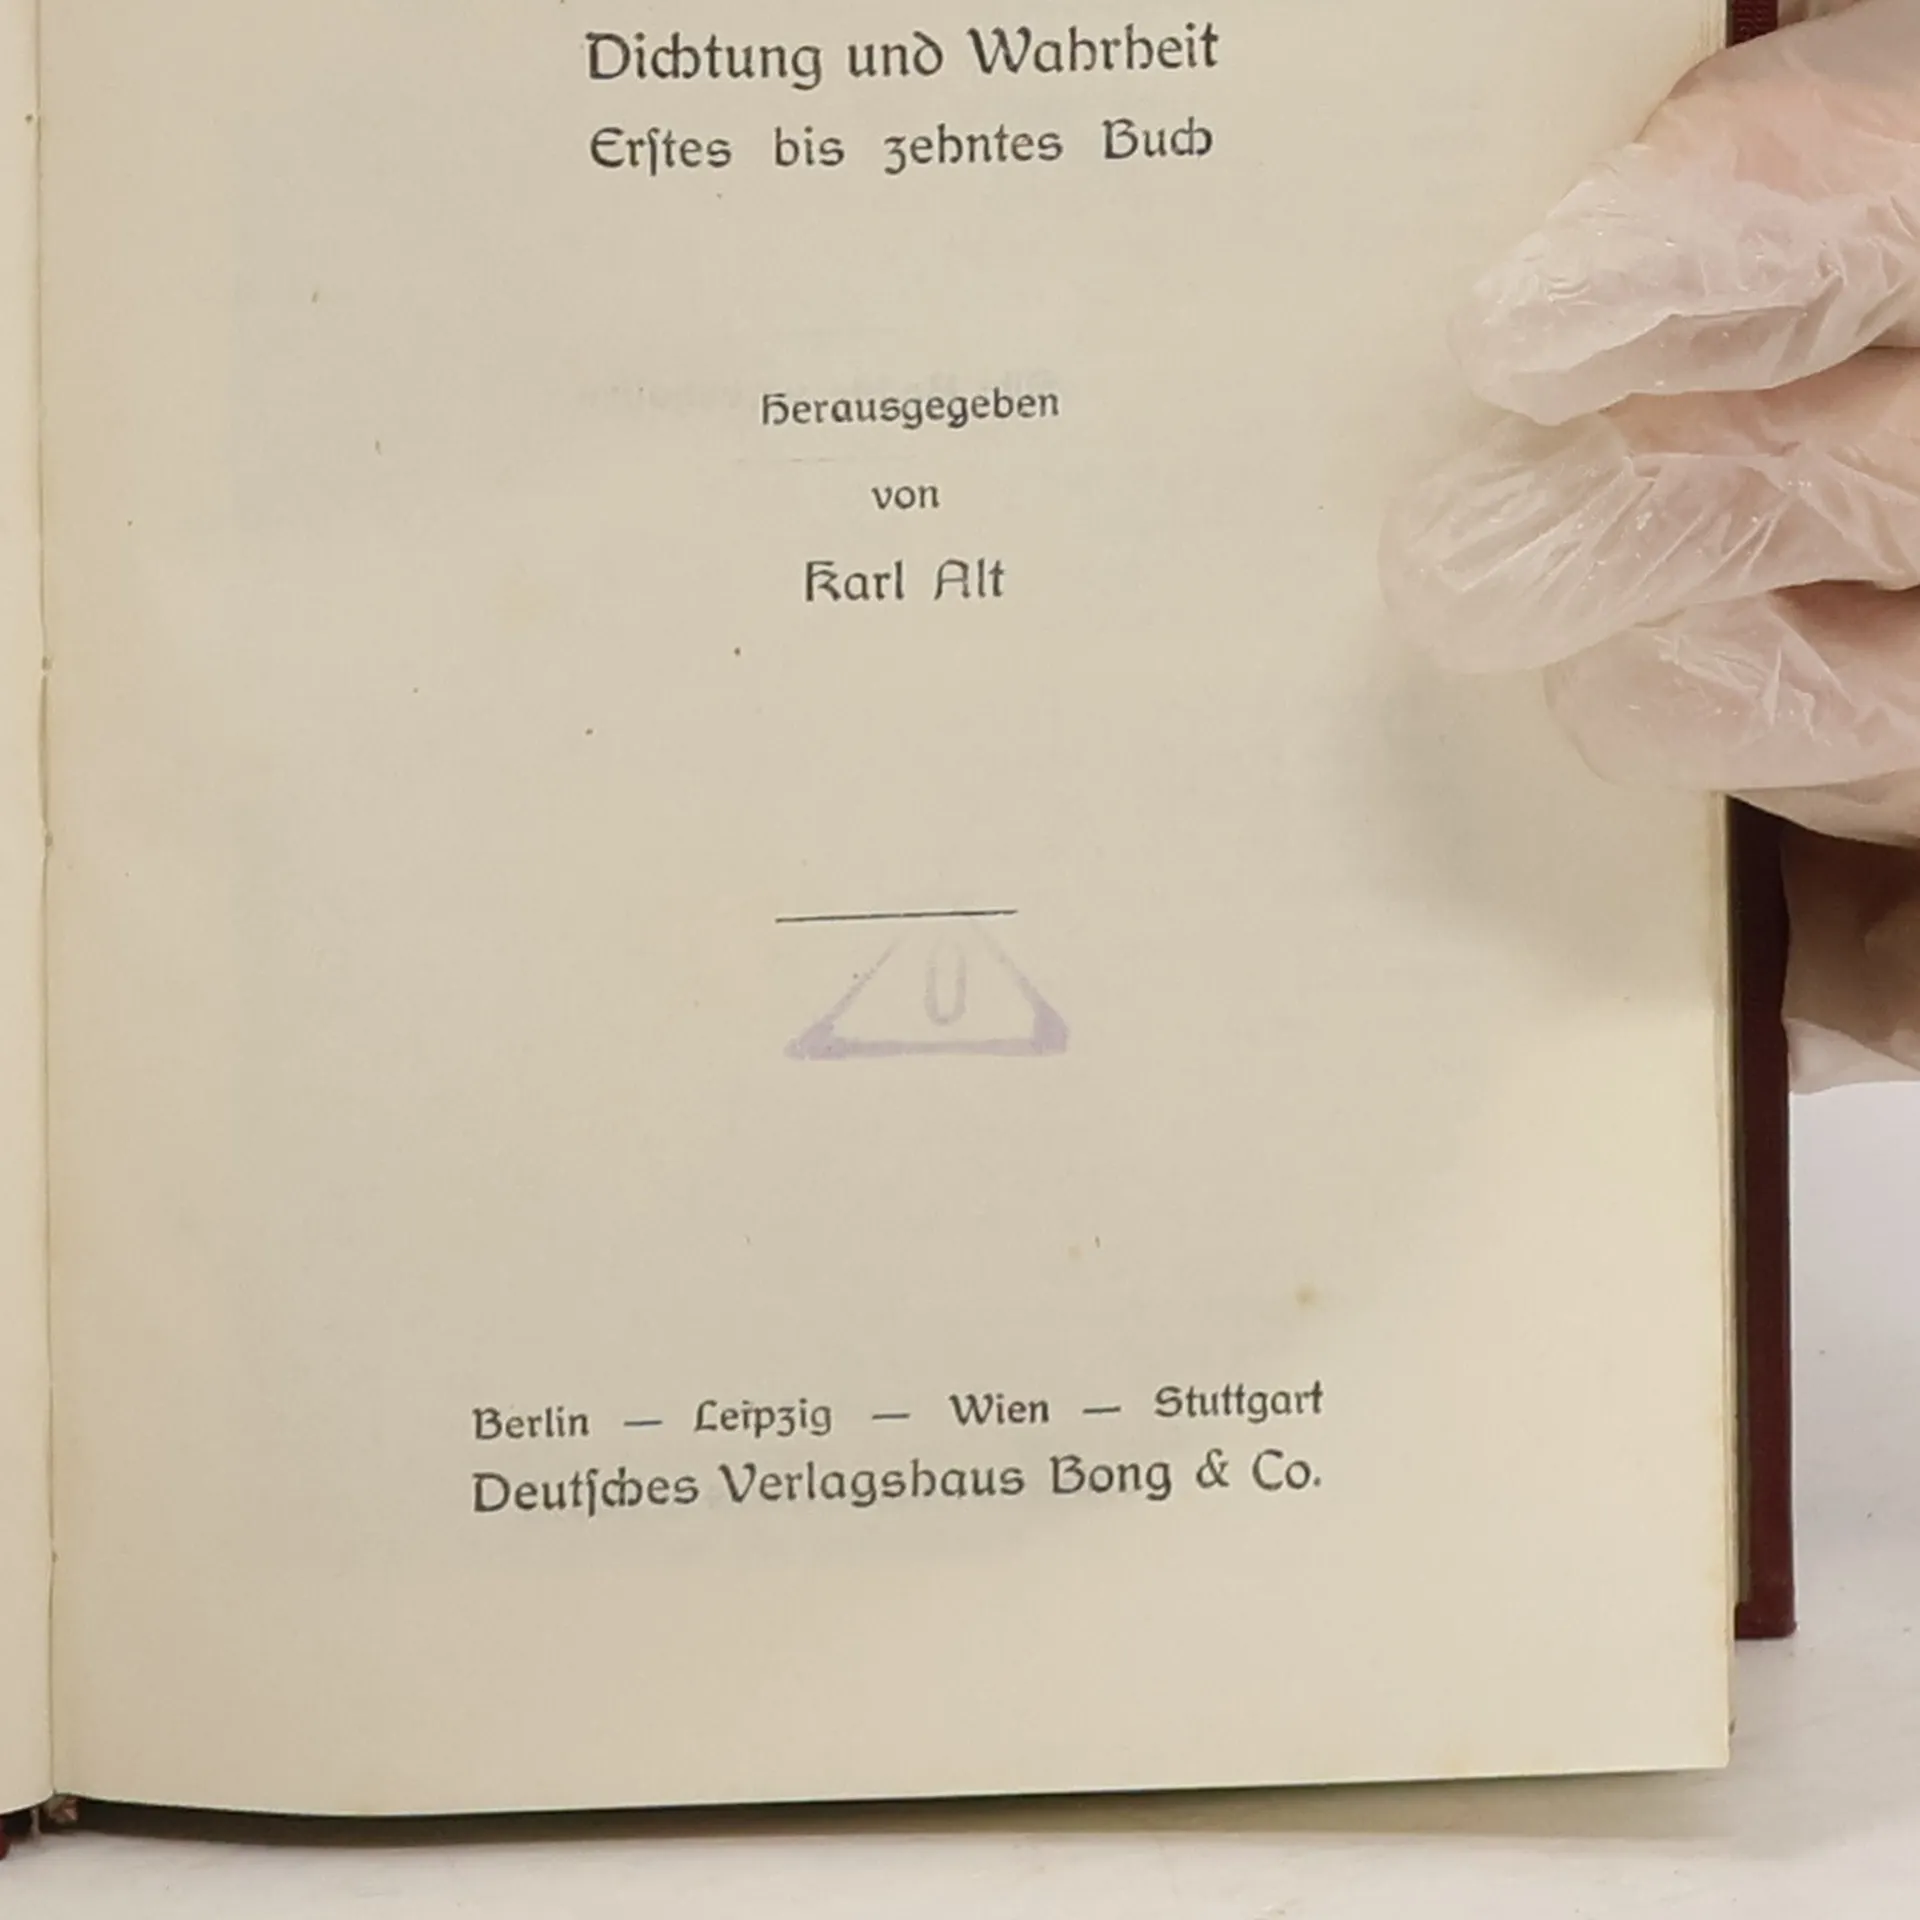 Dichtung und Wahrheit
Erſtes bis zehntes Buch
Herausgegeben
von
Karl Alt
U
Berlin — Leipzig — Wien — Stuttgart
Deutſches Verlagshaus Bong & Co.